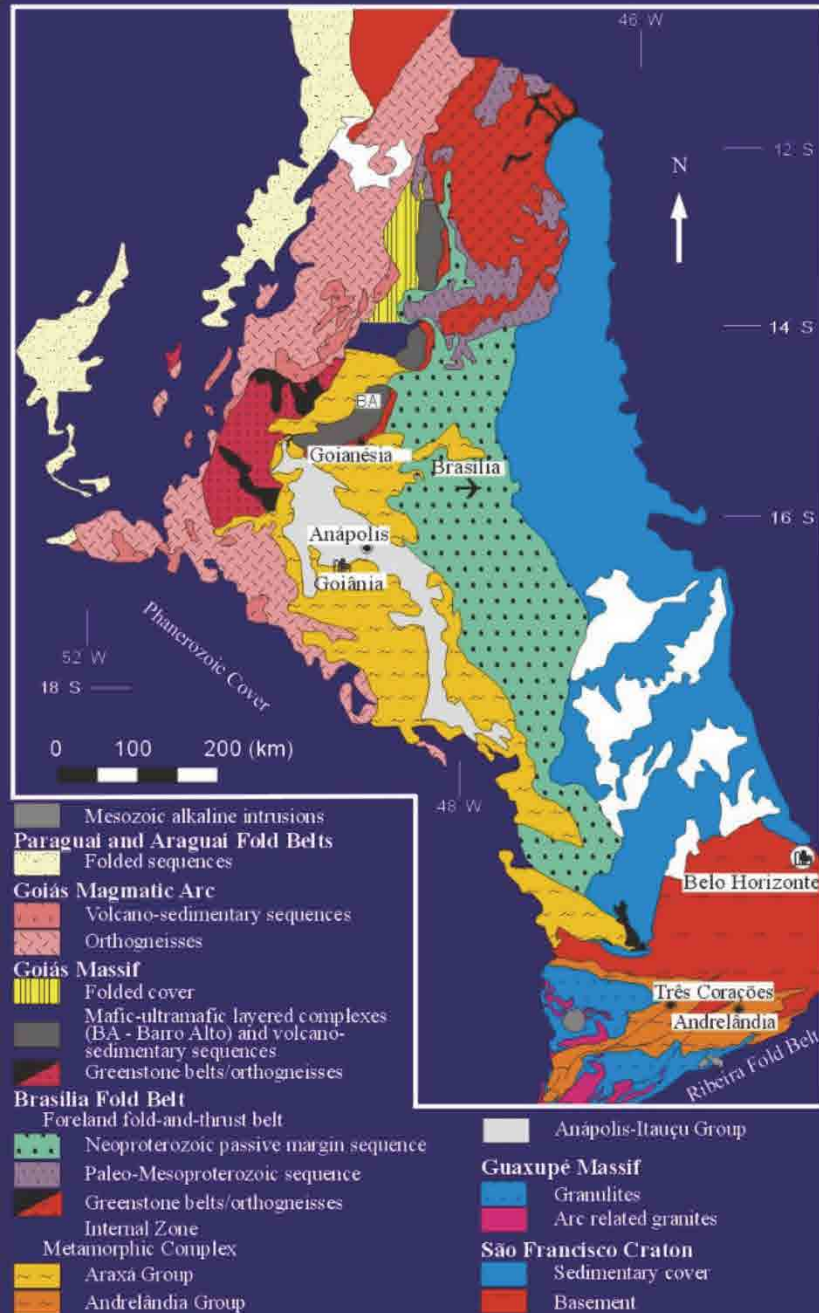 46 W
12 S
N
14 S
BA
Goianésia
Brasília
16 S
Anápolis
Goiânia
Phanerozoic Cover
52 W
18 S
0 100 200 (km)
48 W
Belo Horizonte
Três Corações
Andrelândia
Ribeira Fold Belt
Mesozoic alkaline intrusions
Paraguai and Araguai Fold Belts
Folded sequences
Goiás Magmatic Arc
Volcano-sedimentary sequences
Orthogneisses
Goiás Massif
Folded cover
Mafic-ultramafic layered complexes
(BA - Barro Alto) and volcano-
sedimentary sequences
Greenstone belts/orthogneisses
Brasilia Fold Belt
Foreland fold-and-thrust belt
Neoproterozoic passive margin sequence
Paleo-Mesoproterozoic sequence
Greenstone belts/orthogneisses
Internal Zone
Metamorphic Complex
Araxá Group
Andrelândia Group
Anápolis-Itauçu Group
Guaxupé Massif
Granulites
Arc related granites
São Francisco Craton
Sedimentary cover
Basement